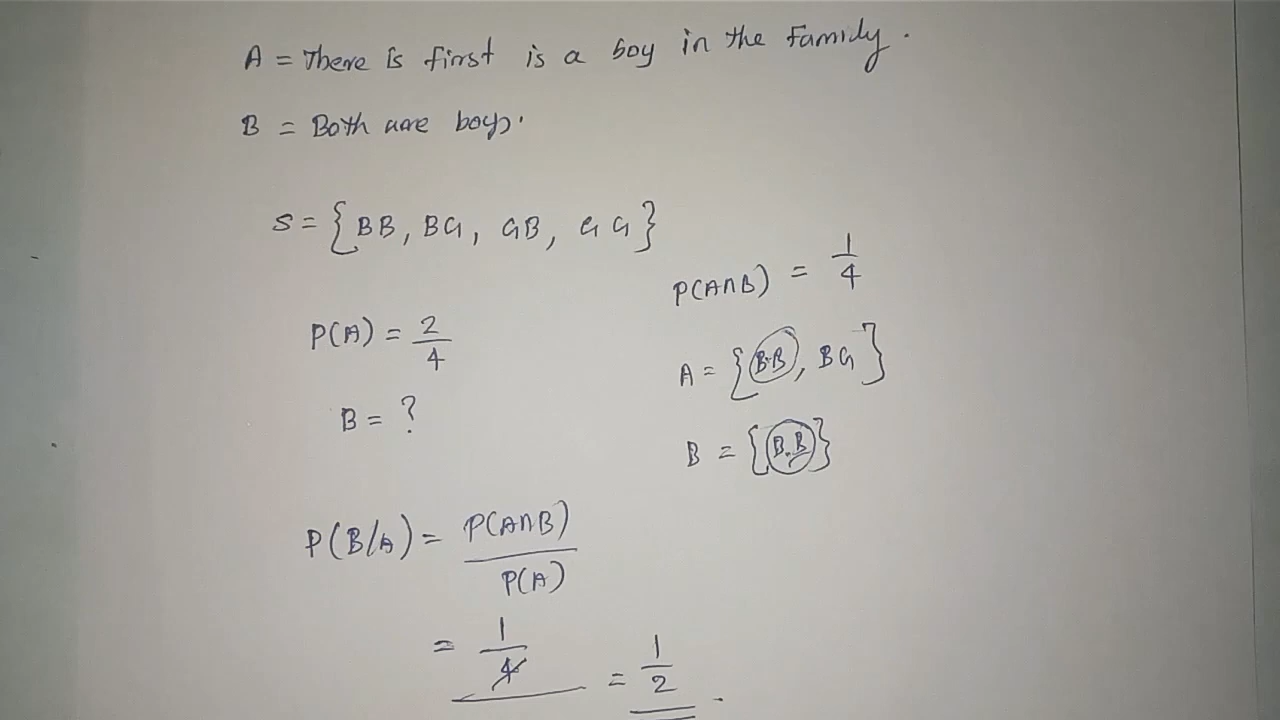 A = There is first is a boy in the Family.
B = Both are boys.
S = {BB, BG, GB, GG}
P(A∩B) = 1/4
P(A) = 2/4
A = {BB, BG}
B = ?
B = {B.B}
P(B/A) = P(A∩B)/P(A)
= 1/4 = 1/2.